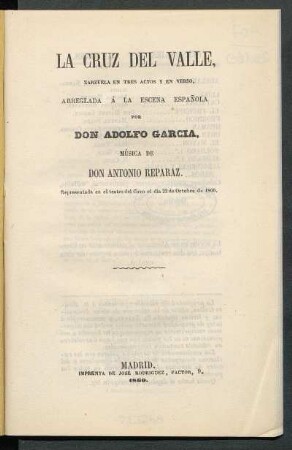 LA CRUZ DEL VALLE,
ZARZUELA EN TRES ACTOS Y EN VERSO,
ARREGLADA Á LA ESCENA ESPAÑOLA
POR
DON ADOLFO GARCIA,
MÚSICA DE
DON ANTONIO REPARAZ.
Representada en el teatro del Circo el dia de Octubre de 1860.
MADRID.
IMPRENTA DE JOSÉ RODRIGUEZ, FACTOR, 9.
1860.